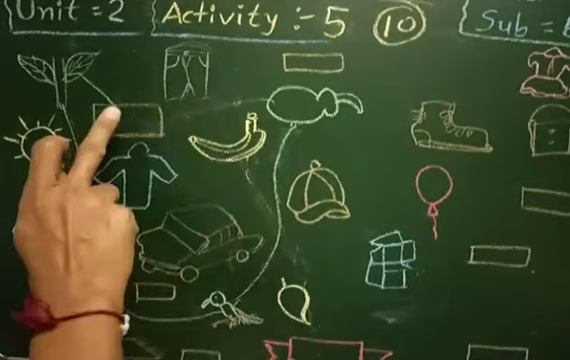 Unit = 2
Activity :- 5
10
Sub =